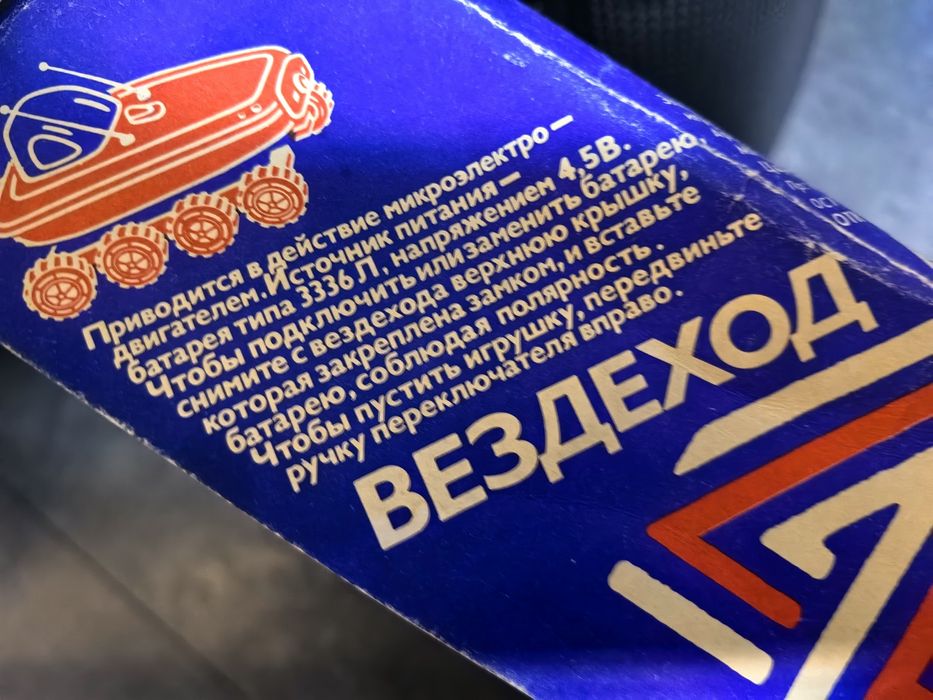 Приводится в действие микроэлектро—
двигателем. Источник питания—
батарея типа 3336 Л, напряжением 4,5В.
Чтобы подключить или заменить батарею,
снимите с вездехода верхнюю крышку,
которая закреплена замком, и вставьте
батарею, соблюдая полярность.
Чтобы пустить игрушку, передвиньте
ручку переключателя вправо.
ВЕЗДЕХОД